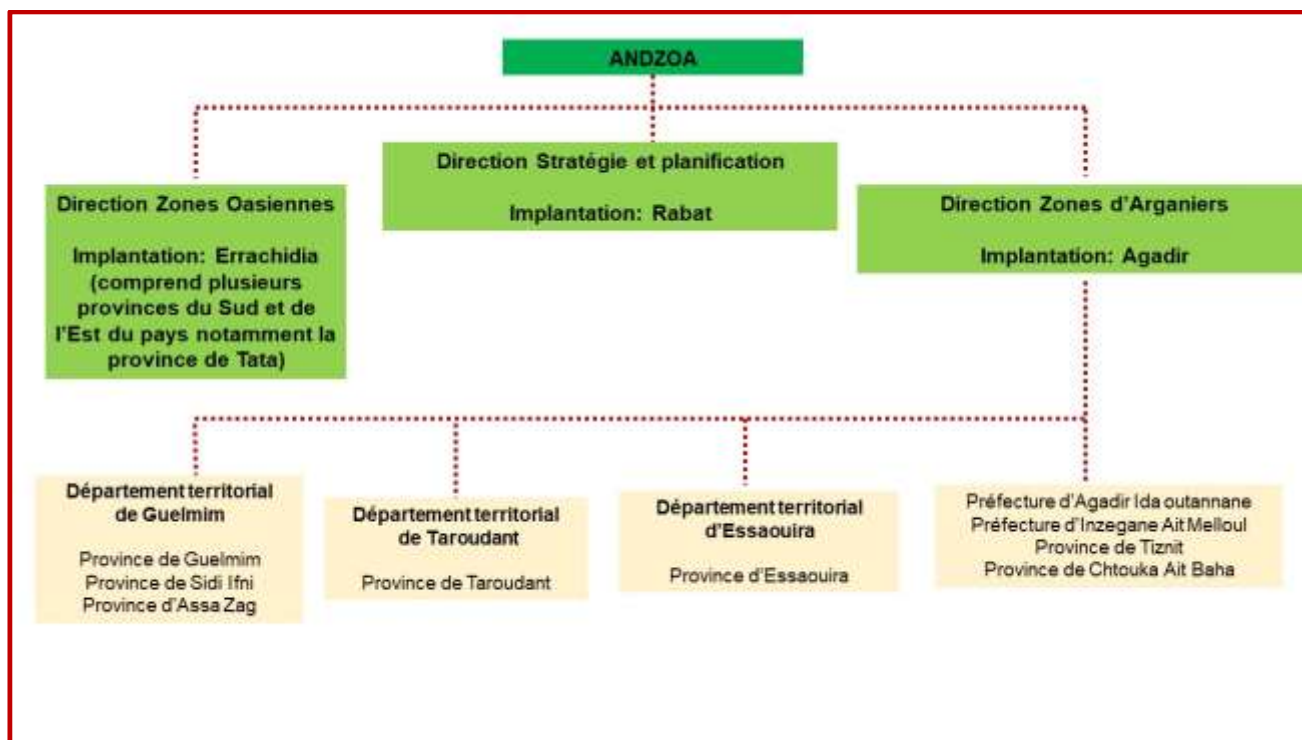 ANDZOA
Direction Stratégie et planification
Implantation: Rabat
Direction Zones Oasiennes
Implantation: Errachidia
(comprend plusieurs
provinces du Sud et de
l'Est du pays notamment la
province de Tata)
Direction Zones d'Arganiers
Implantation: Agadir
Département territorial
de Guelmim
Province de Guelmim
Province de Sidi Ifni
Province d'Assa Zag
Département territorial
de Taroudant
Province de Taroudant
Département territorial
d'Essaouira
Province d'Essaouira
Préfecture d'Agadir Ida outannane
Préfecture d'Inzegane Ait Melloul
Province de Tiznit
Province de Chtouka Ait Baha